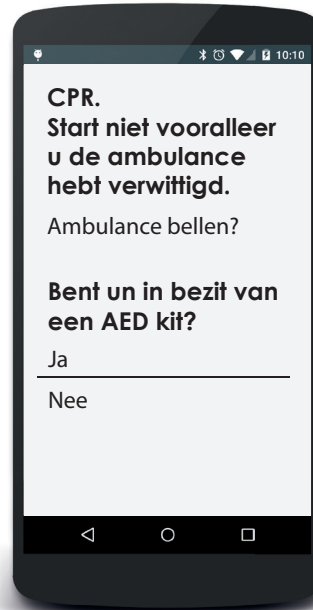 10:10
CPR.
Start niet vooralleer
u de ambulance
hebt verwittigd.
Ambulance bellen?
Bent un in bezit van
een AED kit?
Ja
Nee